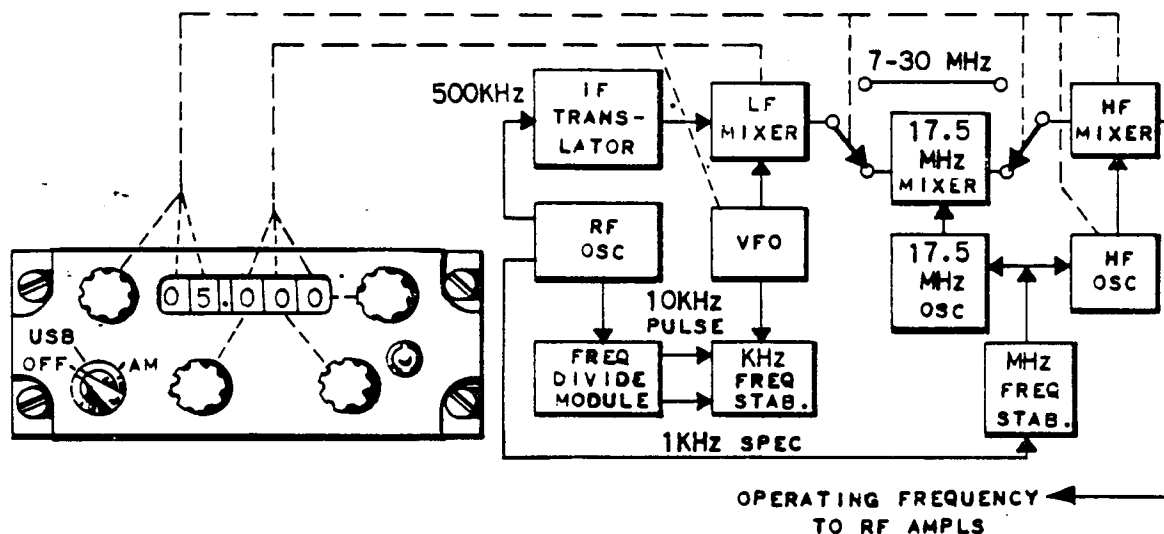 7-30 MHz
500KHz
IF
TRANS-
LATOR
LF
MIXER
17.5
MHz
MIXER
HF
MIXER
RF
OSC
VFO
17.5
MHz
OSC
HF
OSC
05.000
USB
OFF
AM
10KHz
PULSE
FREQ
DIVIDE
MODULE
KHz
FREQ
STAB.
MHz
FREQ
STAB.
1KHz SPEC
OPERATING FREQUENCY
TO RF AMPLS